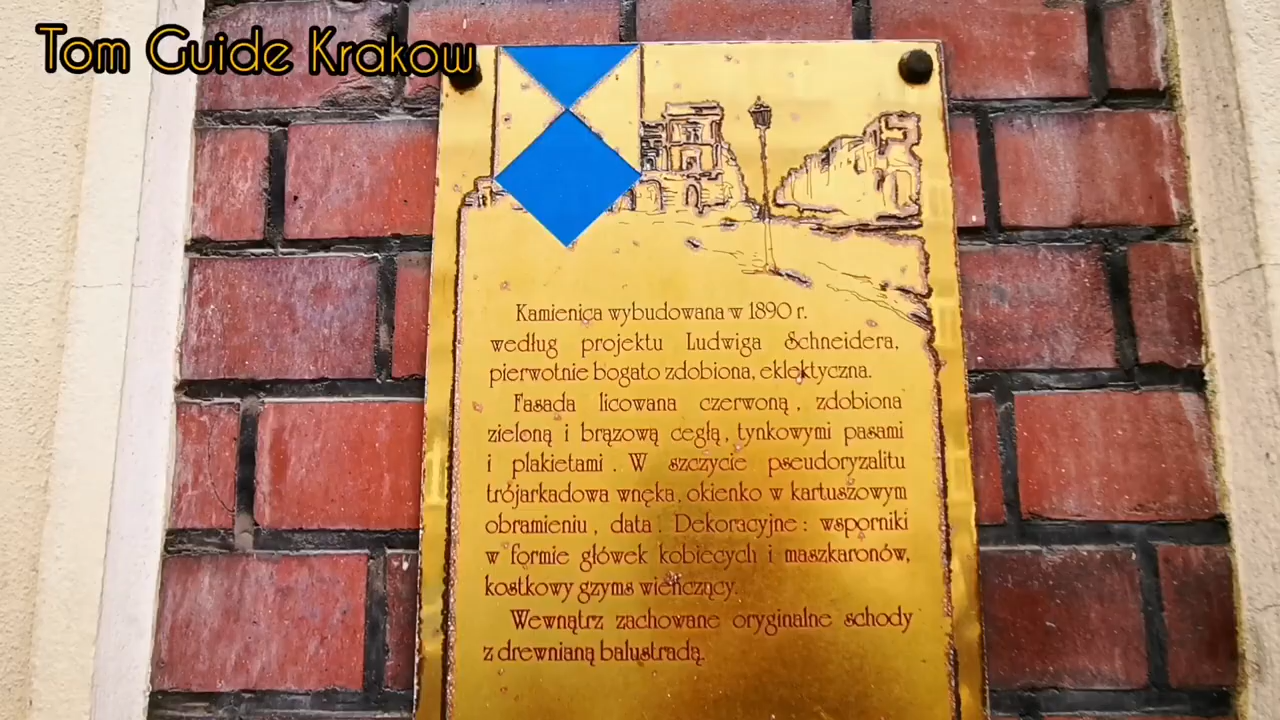 Tom Guide Krakow
Kamienica wybudowana w 1890 r.
według projektu Ludwiga Schneidera,
pierwotnie bogato zdobiona, eklektyczna.
Fasada licowana czerwoną, zdobiona
zieloną i brązową cegłą, tynkowymi pasami
i plakietami. W szczycie pseudoryzalitu
trójarkadowa wnęka, okienko w kartuszowym
obramieniu, data. Dekoracyjne: wsporniki
w formie główek kobiecych i maszkaronów,
kostkowy gzyms wieńczący.
Wewnątrz zachowane oryginalne schody
z drewnianą balustradą.